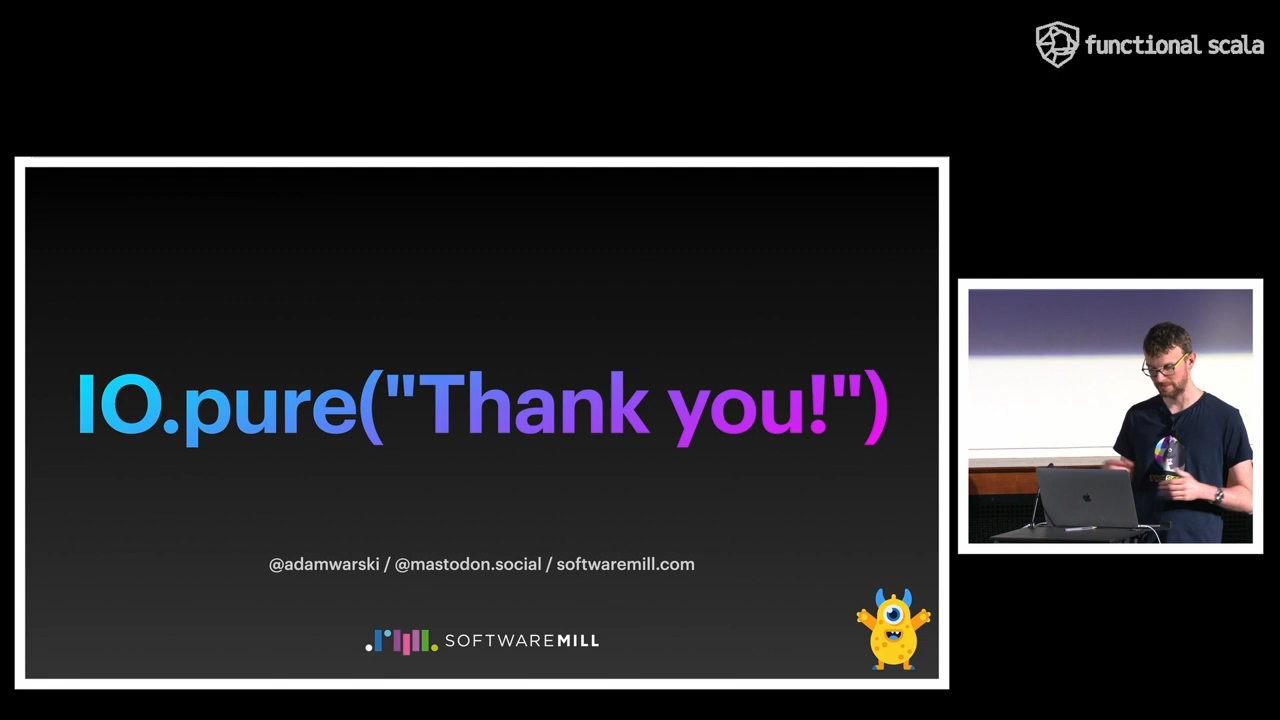 functional scala
IO.pure("Thank you!")
@adamwarski / @mastodon.social / softwaremill.com
SOFTWAREMILL